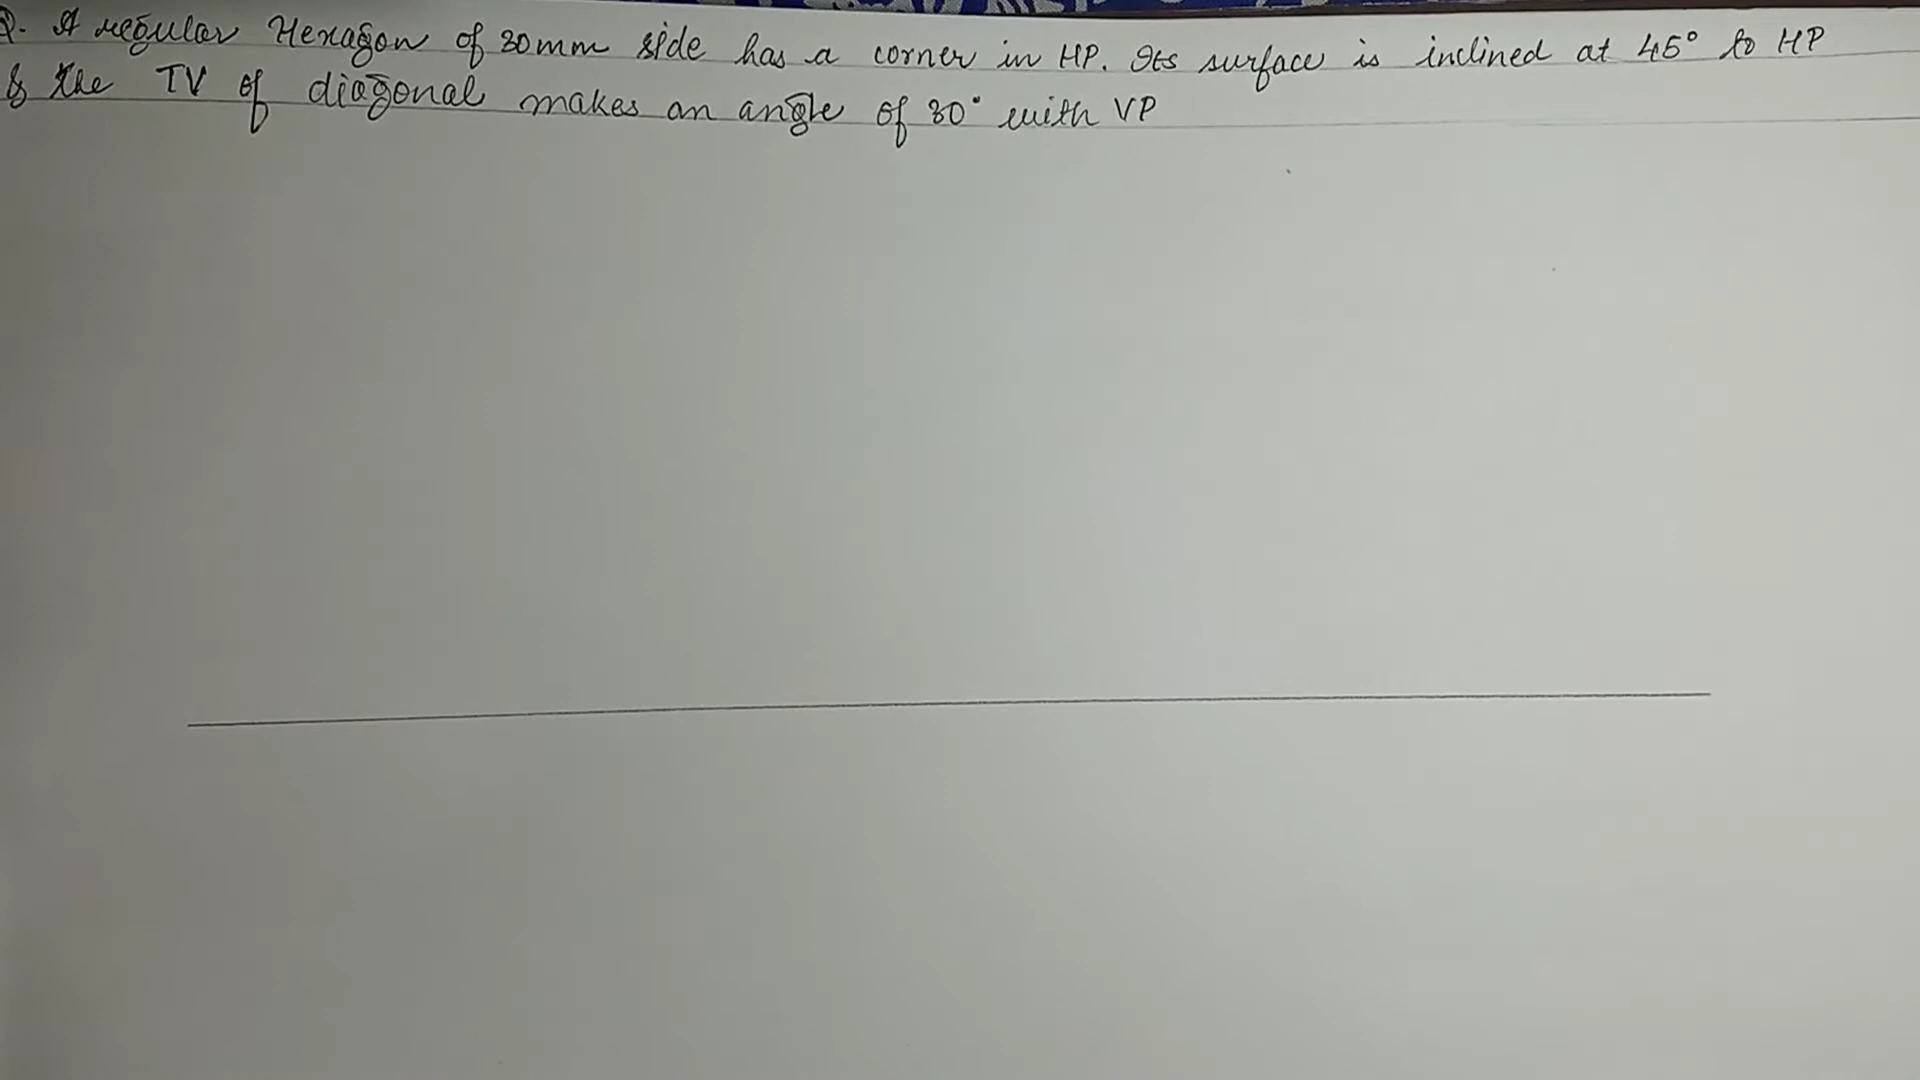 Q. A regular Hexagon of 30mm side has a corner in HP. Its surface is inclined at 45° to HP
& the TV of diagonal makes an angle of 30° with VP